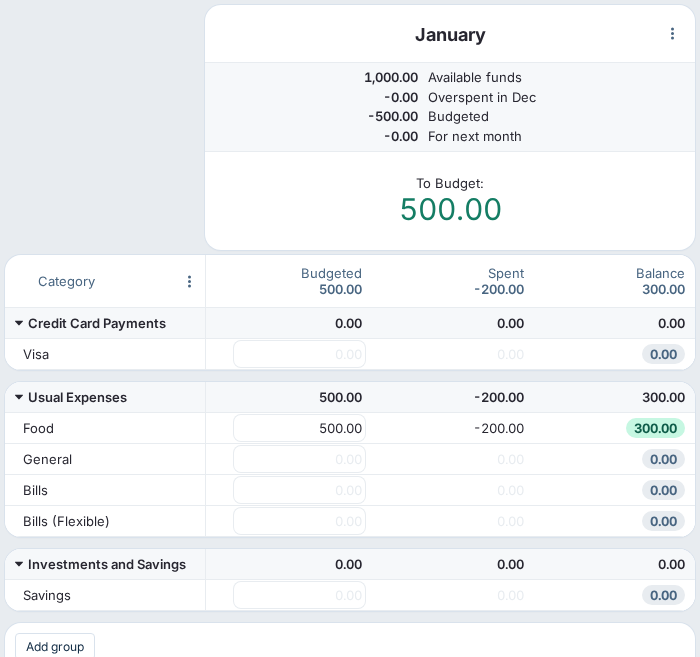 January
1,000.00 Available funds
-0.00 Overspent in Dec
-500.00 Budgeted
-0.00 For next month
To Budget:
500.00
Category Budgeted Spent Balance
500.00 -200.00 300.00
Credit Card Payments 0.00 0.00 0.00
Visa 0.00 0.00 0.00
Usual Expenses 500.00 -200.00 300.00
Food 500.00 -200.00 300.00
General 0.00 0.00 0.00
Bills 0.00 0.00 0.00
Bills (Flexible) 0.00 0.00 0.00
Investments and Savings 0.00 0.00 0.00
Savings 0.00 0.00 0.00
Add group